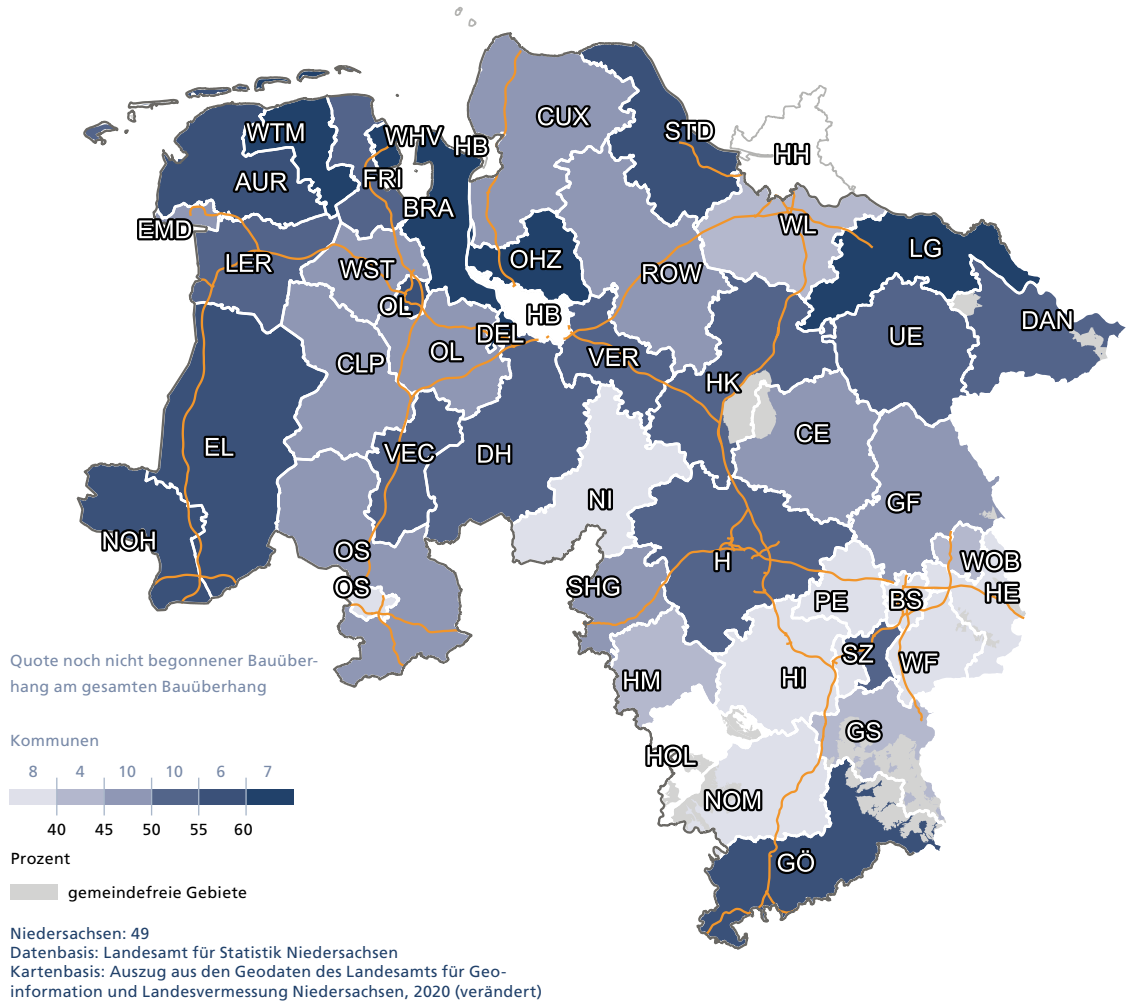 CUX
STD
WTM
WHV
HB
HH
AUR
FRI
BRA
EMD
WL
LER
WST
OHZ
ROW
LG
OL
HB
DAN
DEL
UE
OL
VER
CLP
HK
CE
EL
VEC
DH
NI
GF
NOH
OS
H
WOB
OS
SHG
PE
BS
HE
SZ
WF
HM
HI
GS
HOL
NOM
GÖ
Quote noch nicht begonnener Bauüber-
hang am gesamten Bauüberhang
Kommunen
8 4 10 10 6 7
40 45 50 55 60
Prozent
gemeindefreie Gebiete
Niedersachsen: 49
Datenbasis: Landesamt für Statistik Niedersachsen
Kartenbasis: Auszug aus den Geodaten des Landesamts für Geo-
information und Landesvermessung Niedersachsen, 2020 (verändert)